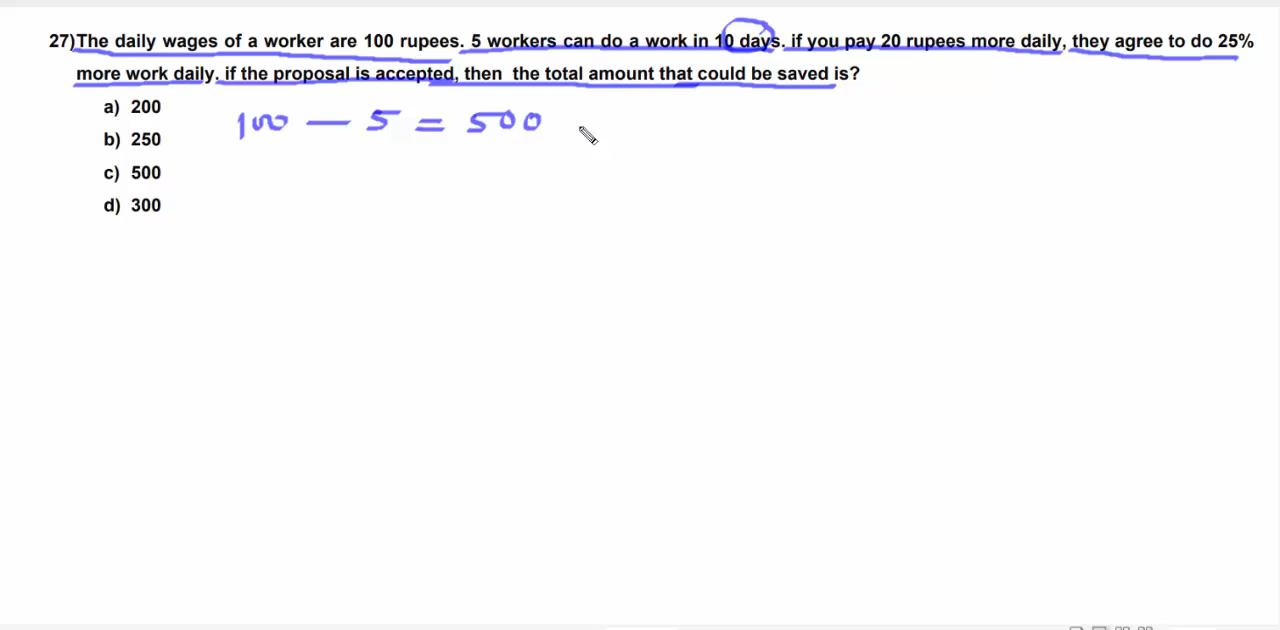 27)The daily wages of a worker are 100 rupees. 5 workers can do a work in 10 days. if you pay 20 rupees more daily, they agree to do 25%
more work daily. if the proposal is accepted, then the total amount that could be saved is?
a) 200
100 — 5 = 500
b) 250
c) 500
d) 300